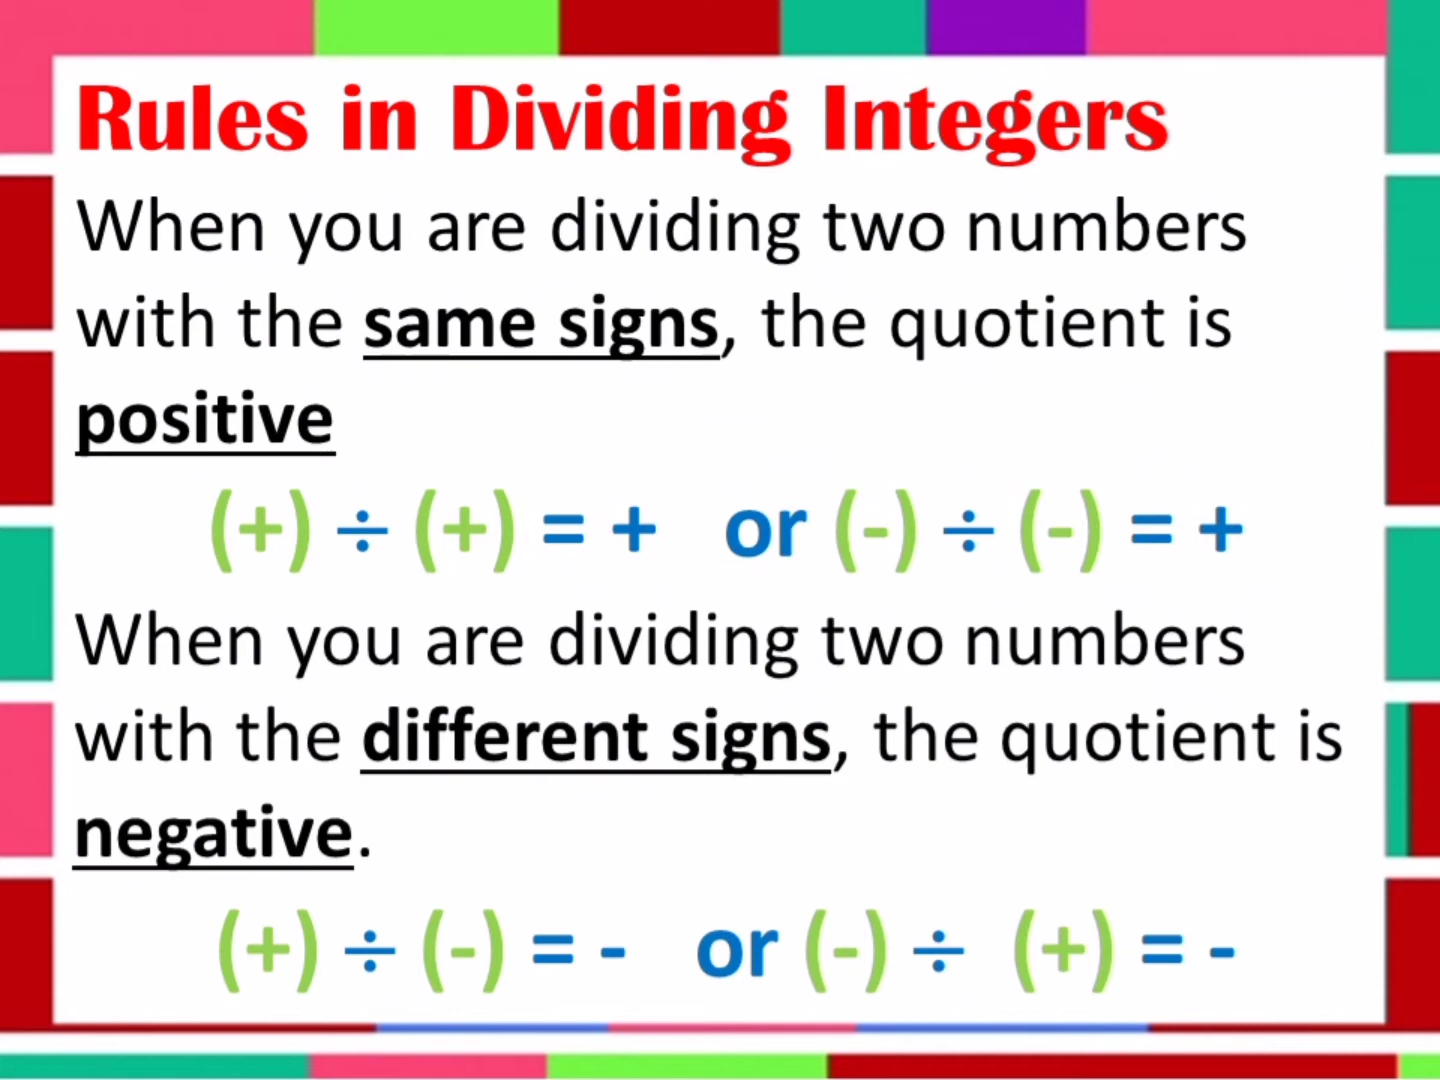 Rules in Dividing Integers
When you are dividing two numbers
with the same signs, the quotient is
positive
(+) ÷ (+) = + or (-) ÷ (-) = +
When you are dividing two numbers
with the different signs, the quotient is
negative.
(+) ÷ (-) = - or (-) ÷ (+) = -